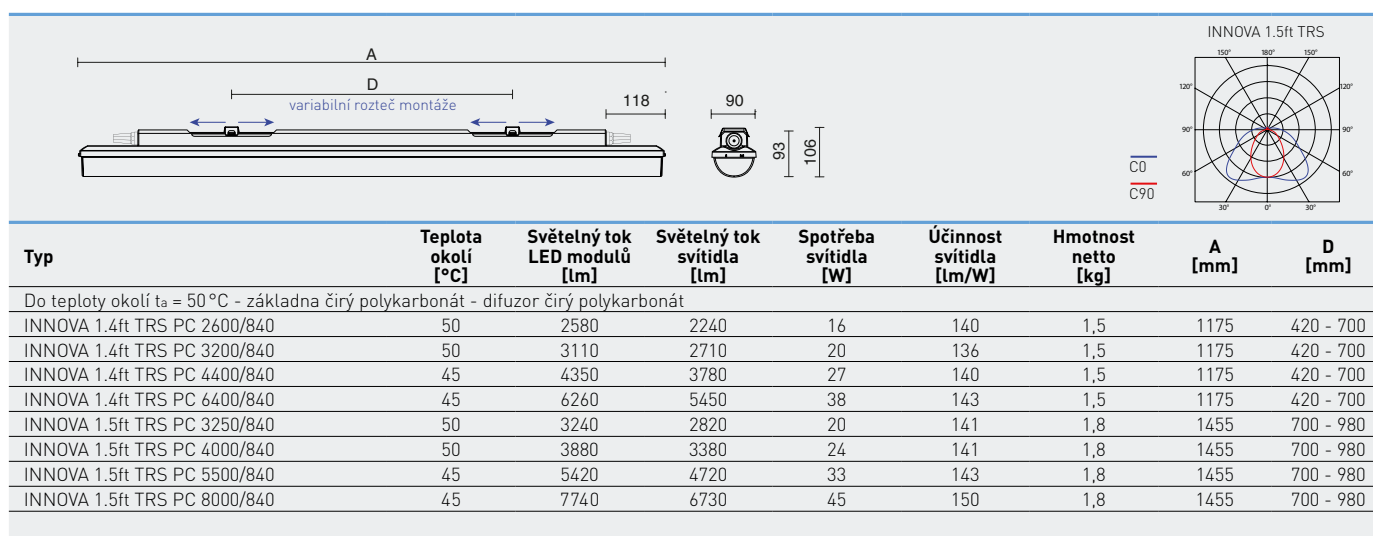 INNOVA 1.5ft TRS
150° 180° 150°
120° 120°
90° 90°
60° 60°
30° 0° 30°
C0
C90
A
D
variabilní rozteč montáže
118
90
93
106
Typ Teplota okolí [°C] Světelný tok LED modulů [lm] Světelný tok svítidla [lm] Spotřeba svítidla [W] Účinnost svítidla [lm/W] Hmotnost netto [kg] A [mm] D [mm]
Do teploty okolí ta = 50 °C - základna čirý polykarbonát - difuzor čirý polykarbonát
INNOVA 1.4ft TRS PC 2600/840 50 2580 2240 16 140 1,5 1175 420 - 700
INNOVA 1.4ft TRS PC 3200/840 50 3110 2710 20 136 1,5 1175 420 - 700
INNOVA 1.4ft TRS PC 4400/840 45 4350 3780 27 140 1,5 1175 420 - 700
INNOVA 1.4ft TRS PC 6400/840 45 6260 5450 38 143 1,5 1175 420 - 700
INNOVA 1.5ft TRS PC 3250/840 50 3240 2820 20 141 1,8 1455 700 - 980
INNOVA 1.5ft TRS PC 4000/840 50 3880 3380 24 141 1,8 1455 700 - 980
INNOVA 1.5ft TRS PC 5500/840 45 5420 4720 33 143 1,8 1455 700 - 980
INNOVA 1.5ft TRS PC 8000/840 45 7740 6730 45 150 1,8 1455 700 - 980